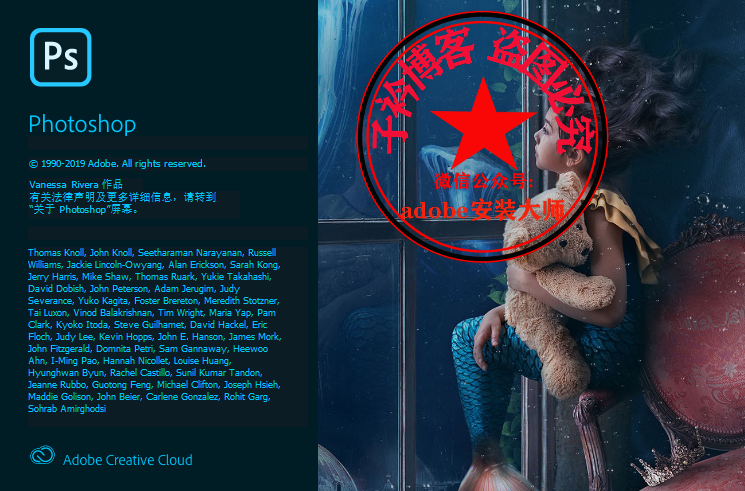 Ps
Photoshop
© 1990-2019 Adobe. All rights reserved.
Vanessa Rivera 作品
有关法律声明及更多详细信息，请转到
“关于 Photoshop”屏幕。
Thomas Knoll, John Knoll, Seetharaman Narayanan, Russell
Williams, Jackie Lincoln-Owyang, Alan Erickson, Sarah Kong,
Jerry Harris, Mike Shaw, Thomas Ruark, Yukie Takahashi,
David Dobish, John Peterson, Adam Jerugim, Judy
Severance, Yuko Kagita, Foster Brereton, Meredith Stotzner,
Tai Luxon, Vinod Balakrishnan, Tim Wright, Maria Yap, Pam
Clark, Kyoko Itoda, Steve Guilhamet, David Hackel, Eric
Floch, Judy Lee, Kevin Hopps, John E. Hanson, James Mork,
John Fitzgerald, Domnita Petri, Sam Gannaway, Heewoo
Ahn, I-Ming Pao, Hannah Nicollet, Louise Huang,
Hyunghwan Byun, Rachel Castillo, Sunil Kumar Tandon,
Jeanne Rubbo, Guotong Feng, Michael Clifton, Joseph Hsieh,
Maddie Golison, John Beier, Carlene Gonzalez, Rohit Garg,
Sohrab Amirghodsi
Adobe Creative Cloud
子衿博客 盗图必究
微信公众号:
adobe安装大师